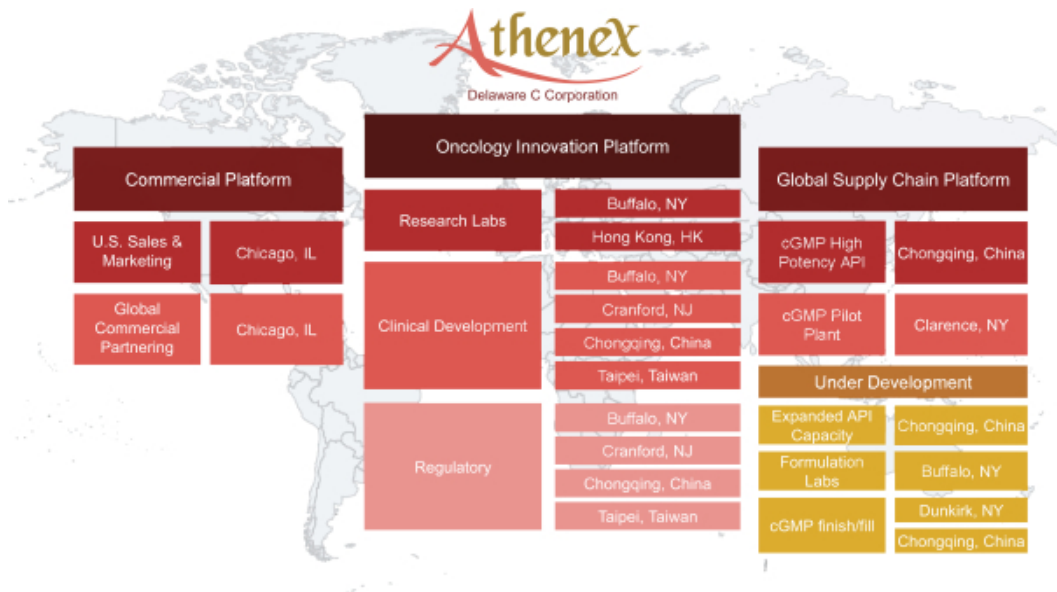 Athenex
Delaware C Corporation
Commercial Platform
U.S. Sales &
Marketing
Chicago, IL
Global
Commercial
Partnering
Chicago, IL
Oncology Innovation Platform
Research Labs
Buffalo, NY
Hong Kong, HK
Clinical Development
Buffalo, NY
Cranford, NJ
Chongqing, China
Taipei, Taiwan
Regulatory
Buffalo, NY
Cranford, NJ
Chongqing, China
Taipei, Taiwan
Global Supply Chain Platform
cGMP High
Potency API
Chongqing, China
cGMP Pilot
Plant
Clarence, NY
Under Development
Expanded API
Capacity
Chongqing, China
Formulation
Labs
Buffalo, NY
cGMP finish/fill
Dunkirk, NY
Chongqing, China